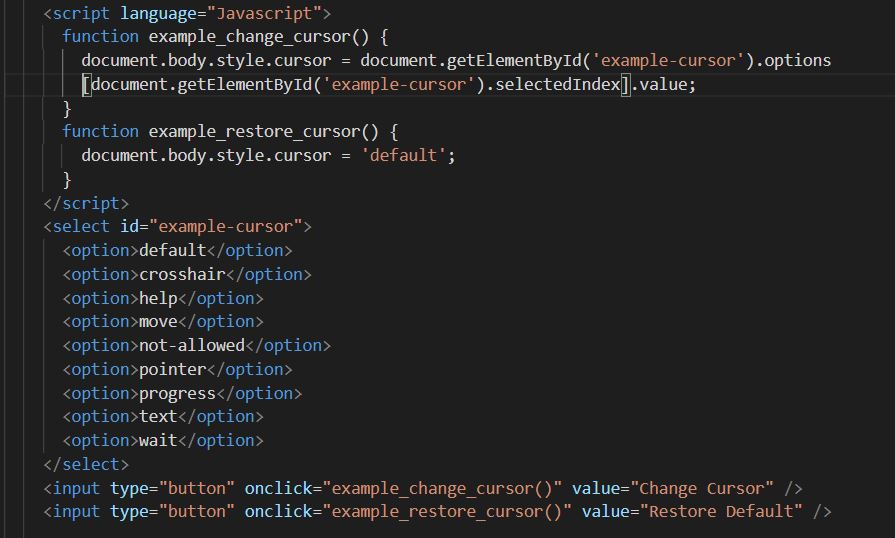 <script language="Javascript">
function example_change_cursor() {
document.body.style.cursor = document.getElementById('example-cursor').options
[document.getElementById('example-cursor').selectedIndex].value;
}
function example_restore_cursor() {
document.body.style.cursor = 'default';
}
</script>
<select id="example-cursor">
<option>default</option>
<option>crosshair</option>
<option>help</option>
<option>move</option>
<option>not-allowed</option>
<option>pointer</option>
<option>progress</option>
<option>text</option>
<option>wait</option>
</select>
<input type="button" onclick="example_change_cursor()" value="Change Cursor" />
<input type="button" onclick="example_restore_cursor()" value="Restore Default" />